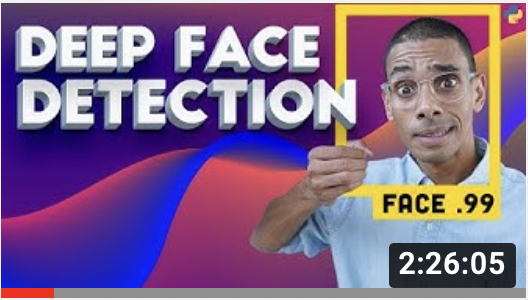 DEEP FACE
DETECTION
FACE .99
2:26:05